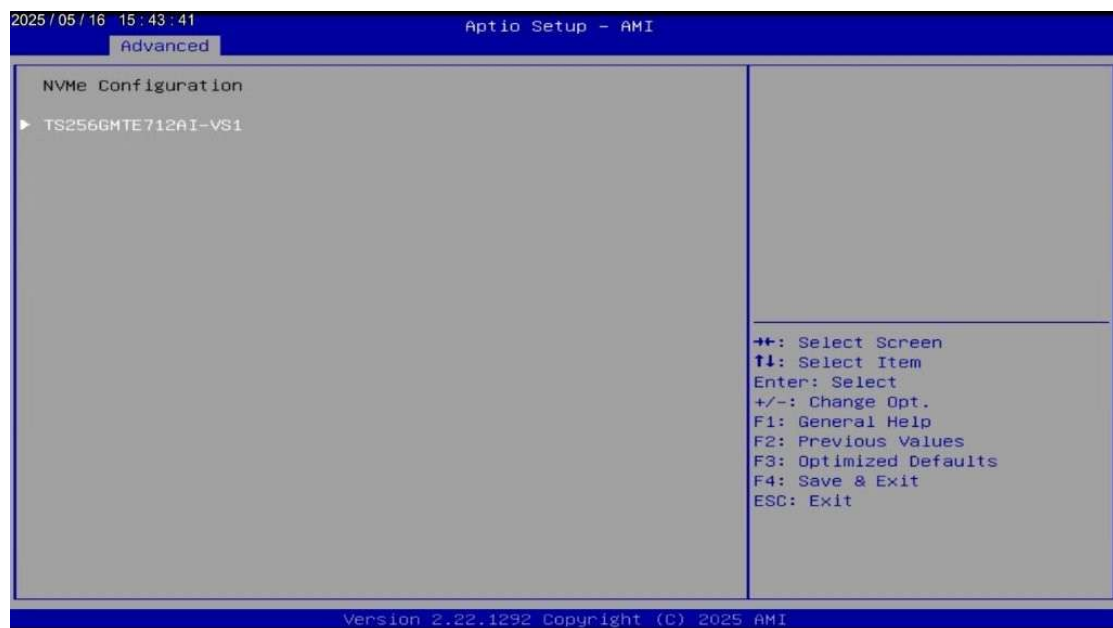 2025 / 05 / 16 15 : 43 : 41
Aptio Setup – AMI
Advanced
NVMe Configuration
▶ TS256GMTE712AI-VS1
→←: Select Screen
↑↓: Select Item
Enter: Select
+/-: Change Opt.
F1: General Help
F2: Previous Values
F3: Optimized Defaults
F4: Save & Exit
ESC: Exit
Version 2.22.1292 Copyright (C) 2025 AMI